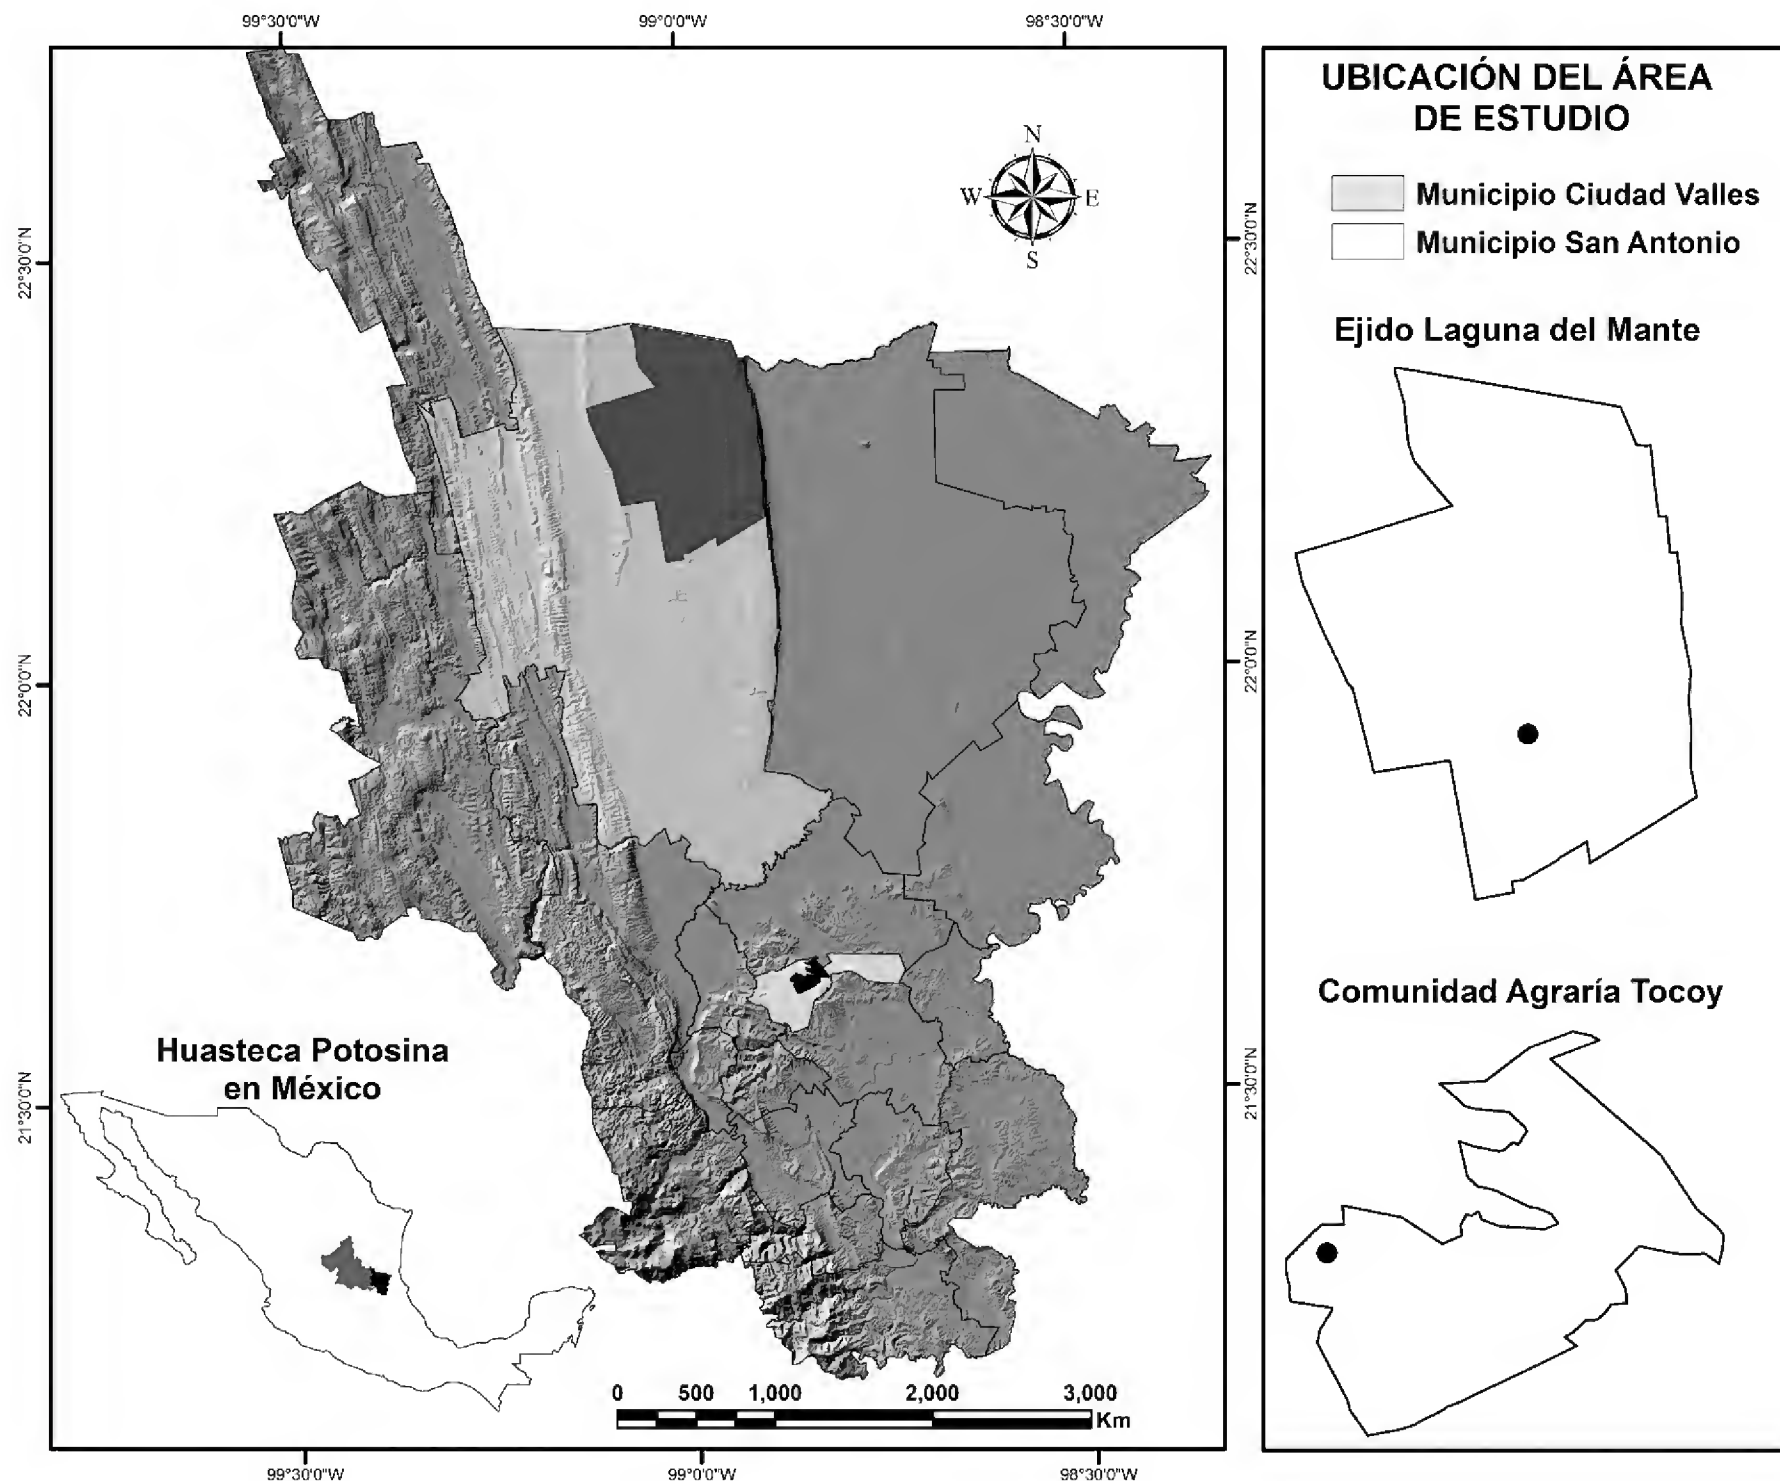 99°30'0"W
99°0'0"W
98°30'0"W
22°30'0"N
22°0'0"N
21°30'0"N
N
W
E
S
22°30'0"N
22°0'0"N
21°30'0"N
Huasteca Potosina
en México
0
500
1,000
2,000
3,000
Km
99°30'0"W
99°0'0"W
98°30'0"W
UBICACIÓN DEL ÁREA
DE ESTUDIO
Municipio Ciudad Valles
Municipio San Antonio
Ejido Laguna del Mante
Comunidad Agraría Tocoy